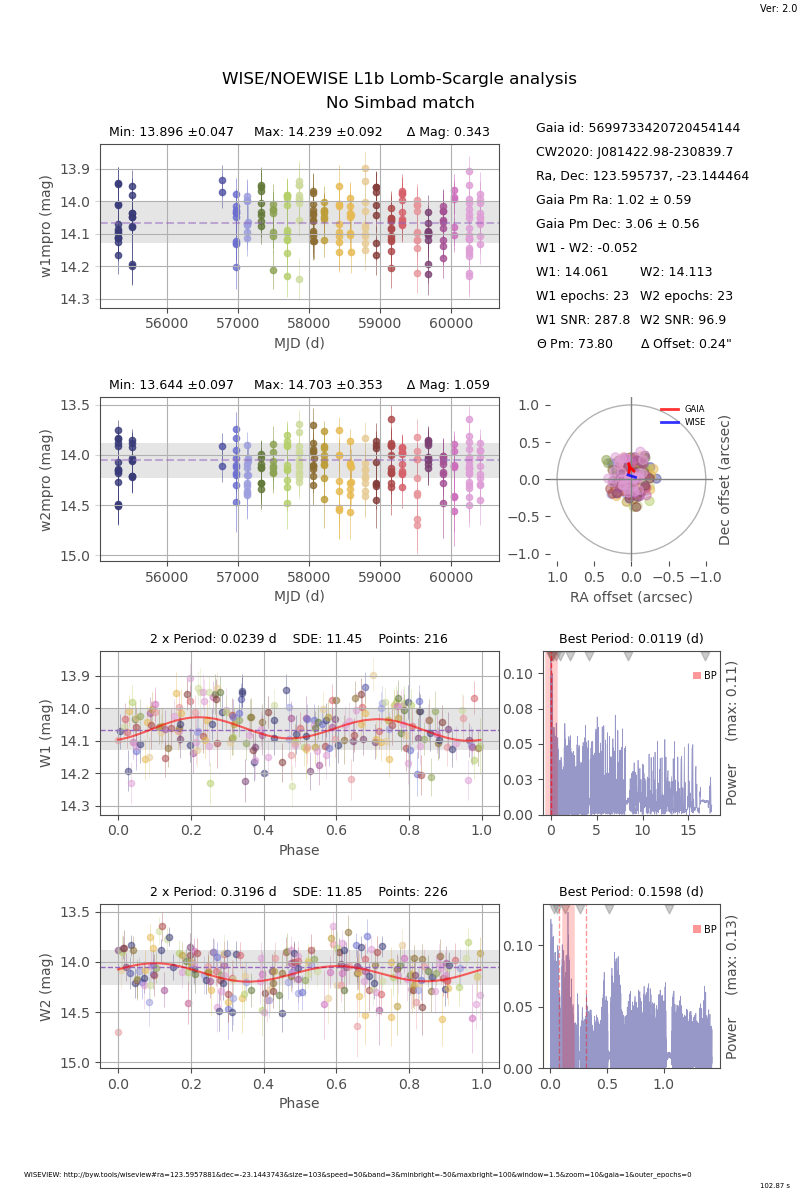 Ver: 2.0
WISE/NOEWISE L1b Lomb-Scargle analysis
No Simbad match
Min: 13.896 ±0.047 Max: 14.239 ±0.092 Δ Mag: 0.343
13.9
14.0
14.1
14.2
14.3
w1mpro (mag)
56000 57000 58000 59000 60000
MJD (d)
Gaia id: 5699733420720454144
CW2020: J081422.98-230839.7
Ra, Dec: 123.595737, -23.144464
Gaia Pm Ra: 1.02 ± 0.59
Gaia Pm Dec: 3.06 ± 0.56
W1 - W2: -0.052
W1: 14.061 W2: 14.113
W1 epochs: 23 W2 epochs: 23
W1 SNR: 287.8 W2 SNR: 96.9
Θ Pm: 73.80 Δ Offset: 0.24"
Min: 13.644 ±0.097 Max: 14.703 ±0.353 Δ Mag: 1.059
13.5
14.0
14.5
15.0
w2mpro (mag)
56000 57000 58000 59000 60000
MJD (d)
GAIA
WISE
1.0
0.5
0.0
−0.5
−1.0
Dec offset (arcsec)
1.0 0.5 0.0 −0.5 −1.0
RA offset (arcsec)
2 x Period: 0.0239 d SDE: 11.45 Points: 216
13.9
14.0
14.1
14.2
14.3
W1 (mag)
0.0 0.2 0.4 0.6 0.8 1.0
Phase
Best Period: 0.0119 (d)
BP
0.10
0.08
0.05
0.03
0.00
Power (max: 0.11)
0 5 10 15
2 x Period: 0.3196 d SDE: 11.85 Points: 226
13.5
14.0
14.5
15.0
W2 (mag)
0.0 0.2 0.4 0.6 0.8 1.0
Phase
Best Period: 0.1598 (d)
BP
0.10
0.05
0.00
Power (max: 0.13)
0.0 0.5 1.0
WISEVIEW: http://byw.tools/wiseview#ra=123.5957881&dec=-23.1443743&size=103&speed=50&band=3&minbright=-50&maxbright=100&window=1.5&zoom=10&gaia=1&outer_epochs=0
102.87 s